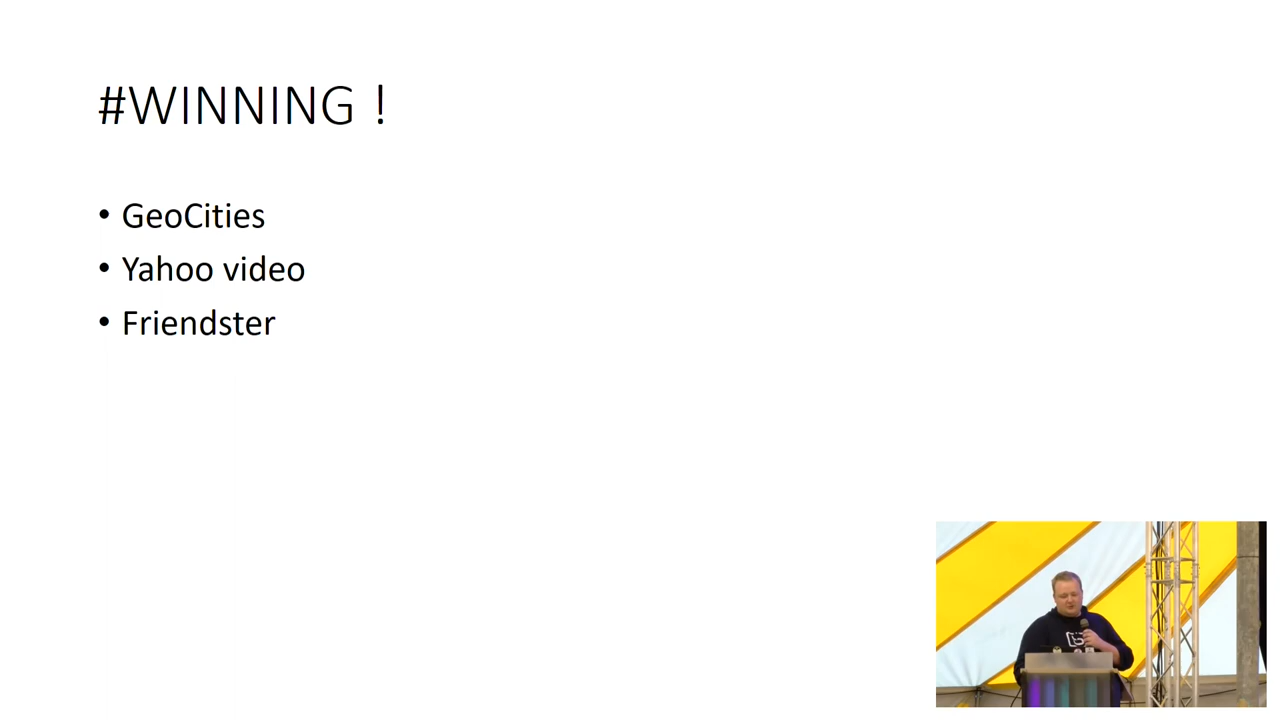 #WINNING !
• GeoCities
• Yahoo video
• Friendster